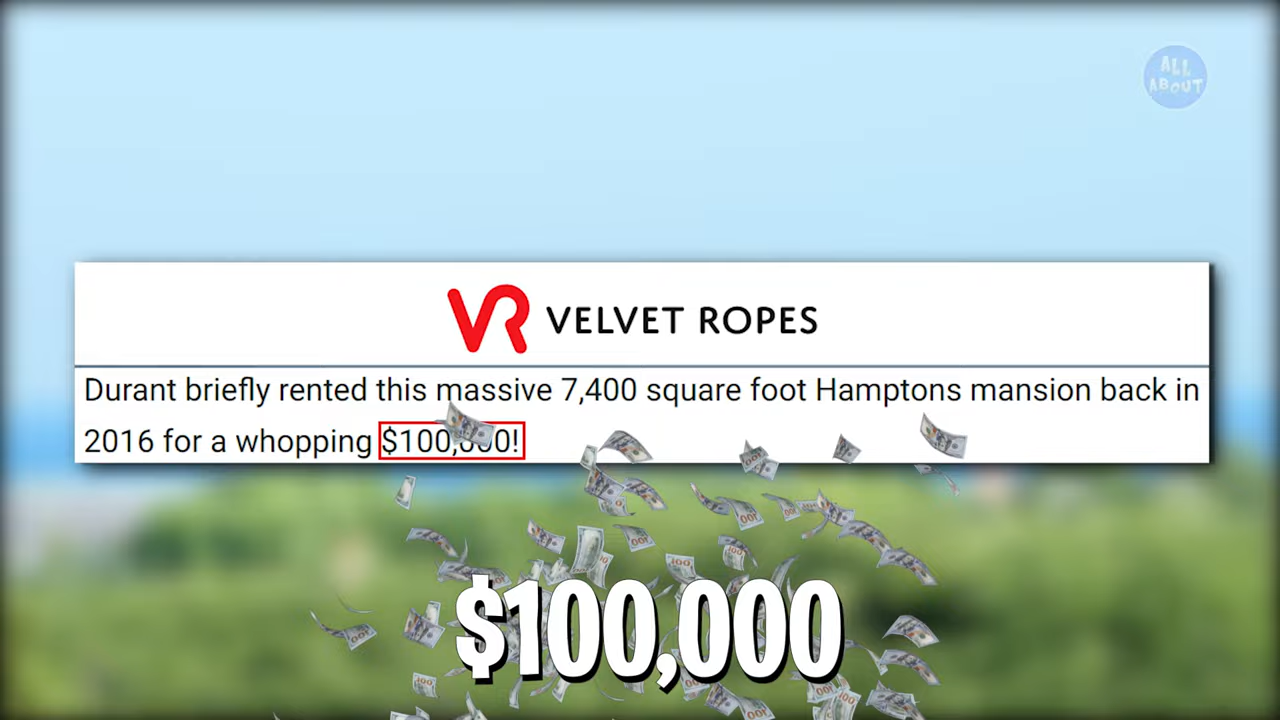 ALL
ABOUT
VR VELVET ROPES
Durant briefly rented this massive 7,400 square foot Hamptons mansion back in
2016 for a whopping $100,000!
$100,000